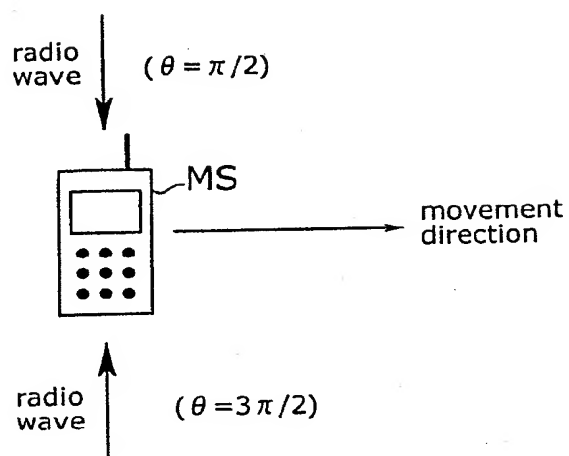 radio
wave
(θ=π/2)
MS
movement
direction
radio
wave
(θ=3π/2)